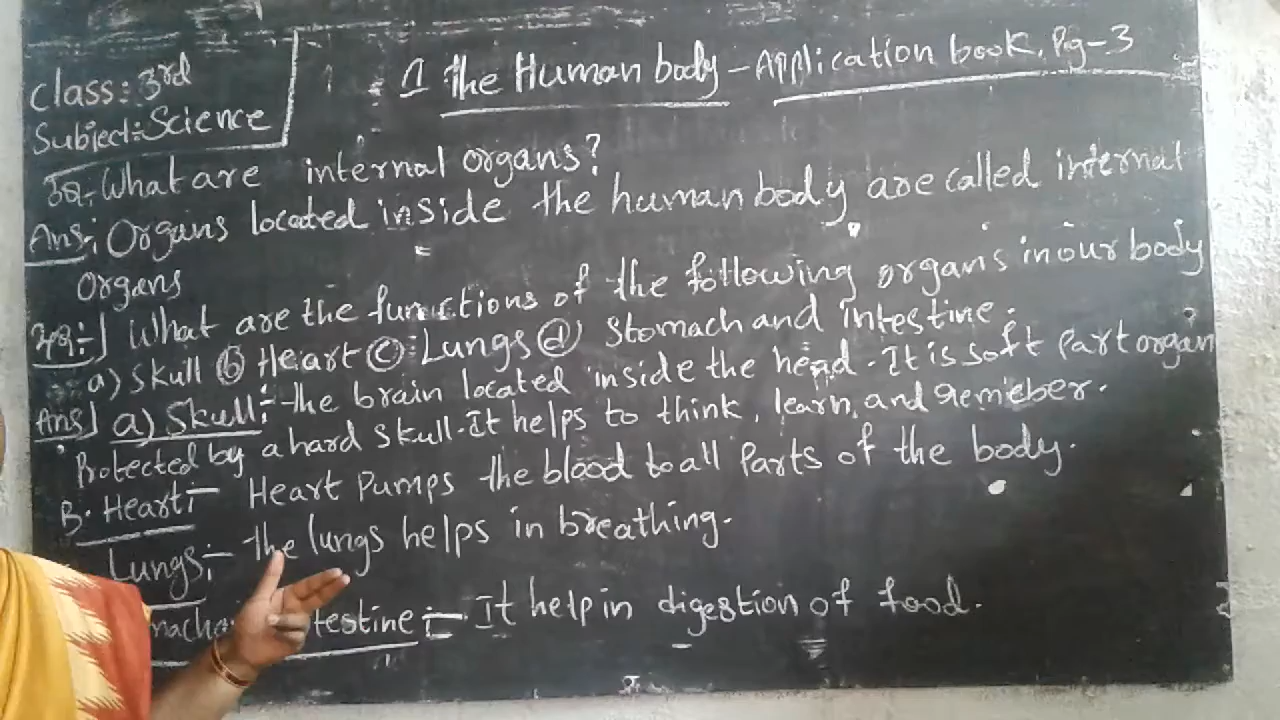 Class: 3rd
Subject: Science
1 The Human body - Application book, Pg-3
3Q:- What are internal organs?
Ans: Organs located inside the human body are called internal
Organs
4Q:-] What are the functions of the following organs in our body
a) Skull b) Heart c) Lungs d) Stomach and intestine.
Ans] a) Skull:- The brain located inside the head. It is soft Part organ
Protected by a hard skull. It helps to think, learn, and remeber.
B. Heart:- Heart Pumps the blood to all Parts of the body.
Lungs:- The lungs helps in breathing.
testine:- It help in digestion of food.